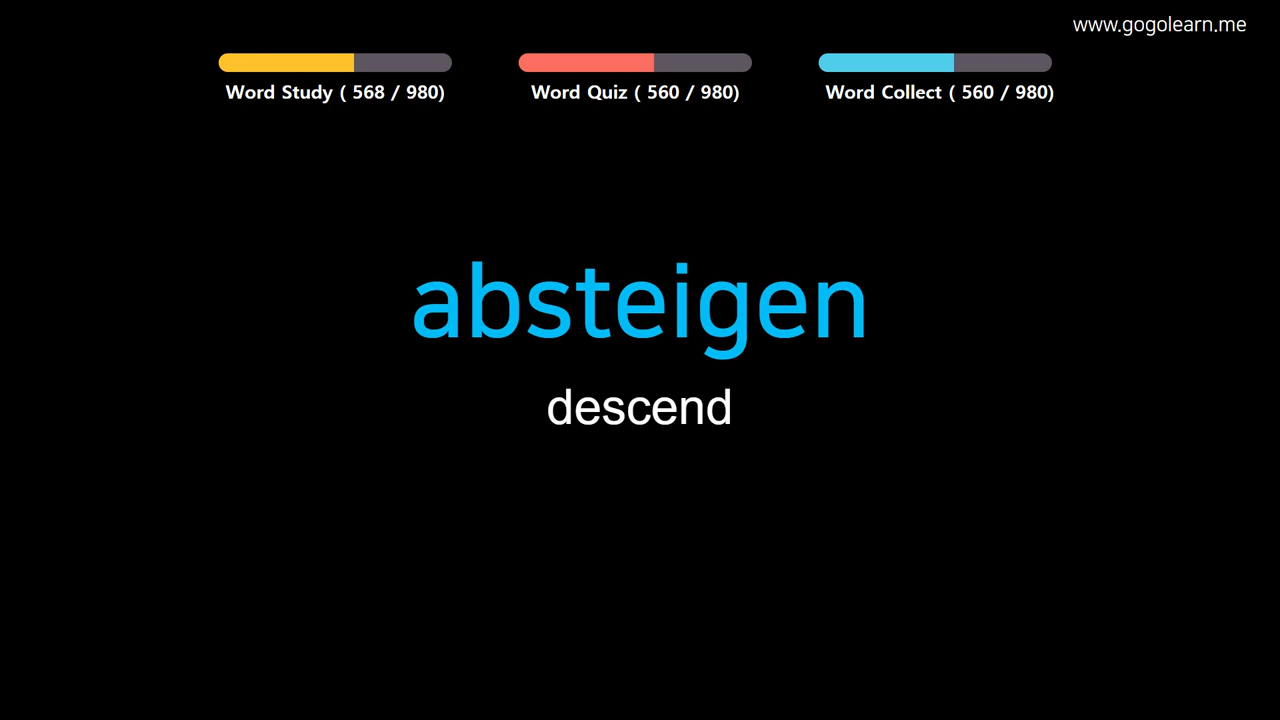 www.gogolearn.me
Word Study ( 568 / 980)
Word Quiz ( 560 / 980)
Word Collect ( 560 / 980)
absteigen
descend